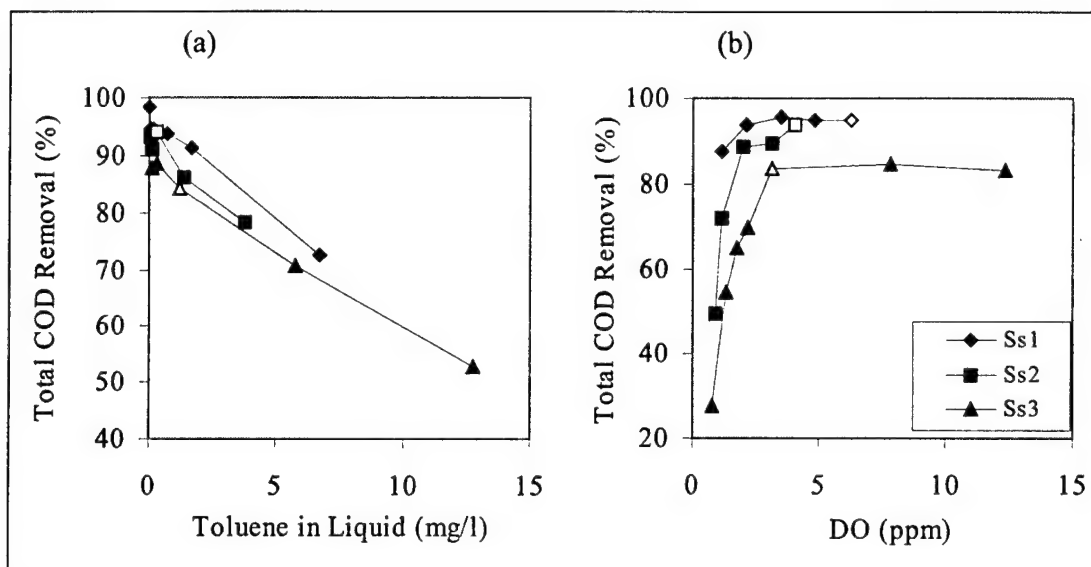 (a)
Total COD Removal (%)
100
90
80
70
60
50
40
0 5 10 15
Toluene in Liquid (mg/l)
(b)
Total COD Removal (%)
100
80
60
40
20
0 5 10 15
DO (ppm)
Ss1
Ss2
Ss3